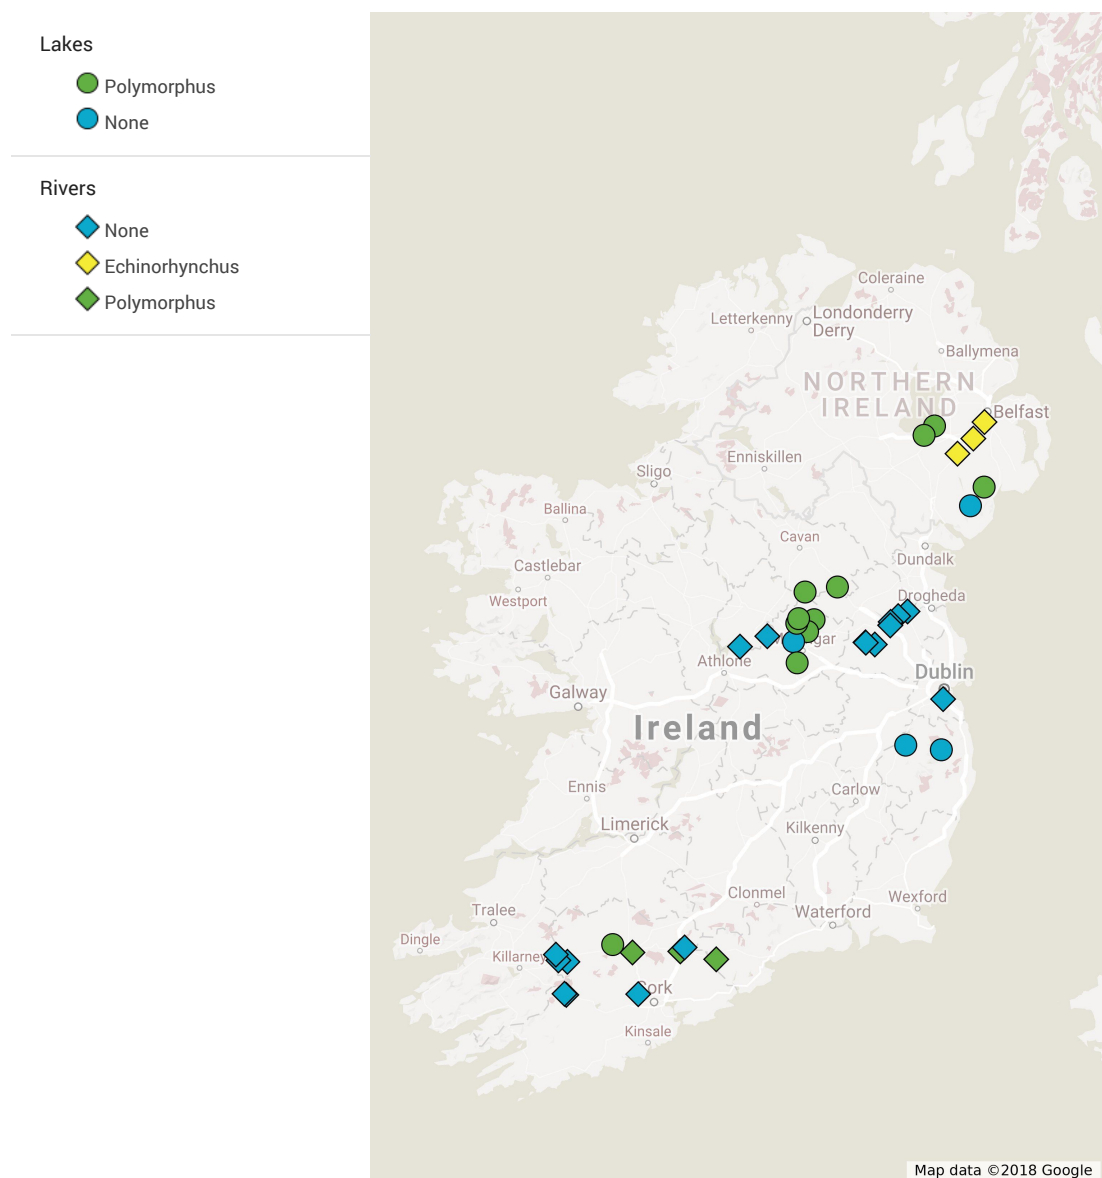 Lakes
Polymorphus
None
Rivers
None
Echinorhynchus
Polymorphus
Coleraine
Letterkenny
Londonderry
Derry
Ballymena
NORTHERN
IRELAND
Belfast
Enniskillen
Sligo
Ballina
Cavan
Dundalk
Castlebar
Westport
Drogheda
gar
Athlone
Dublin
Galway
Ireland
Ennis
Carlow
Limerick
Kilkenny
Clonmel
Wexford
Tralee
Waterford
Dingle
Killarney
Cork
Kinsale
Map data ©2018 Google